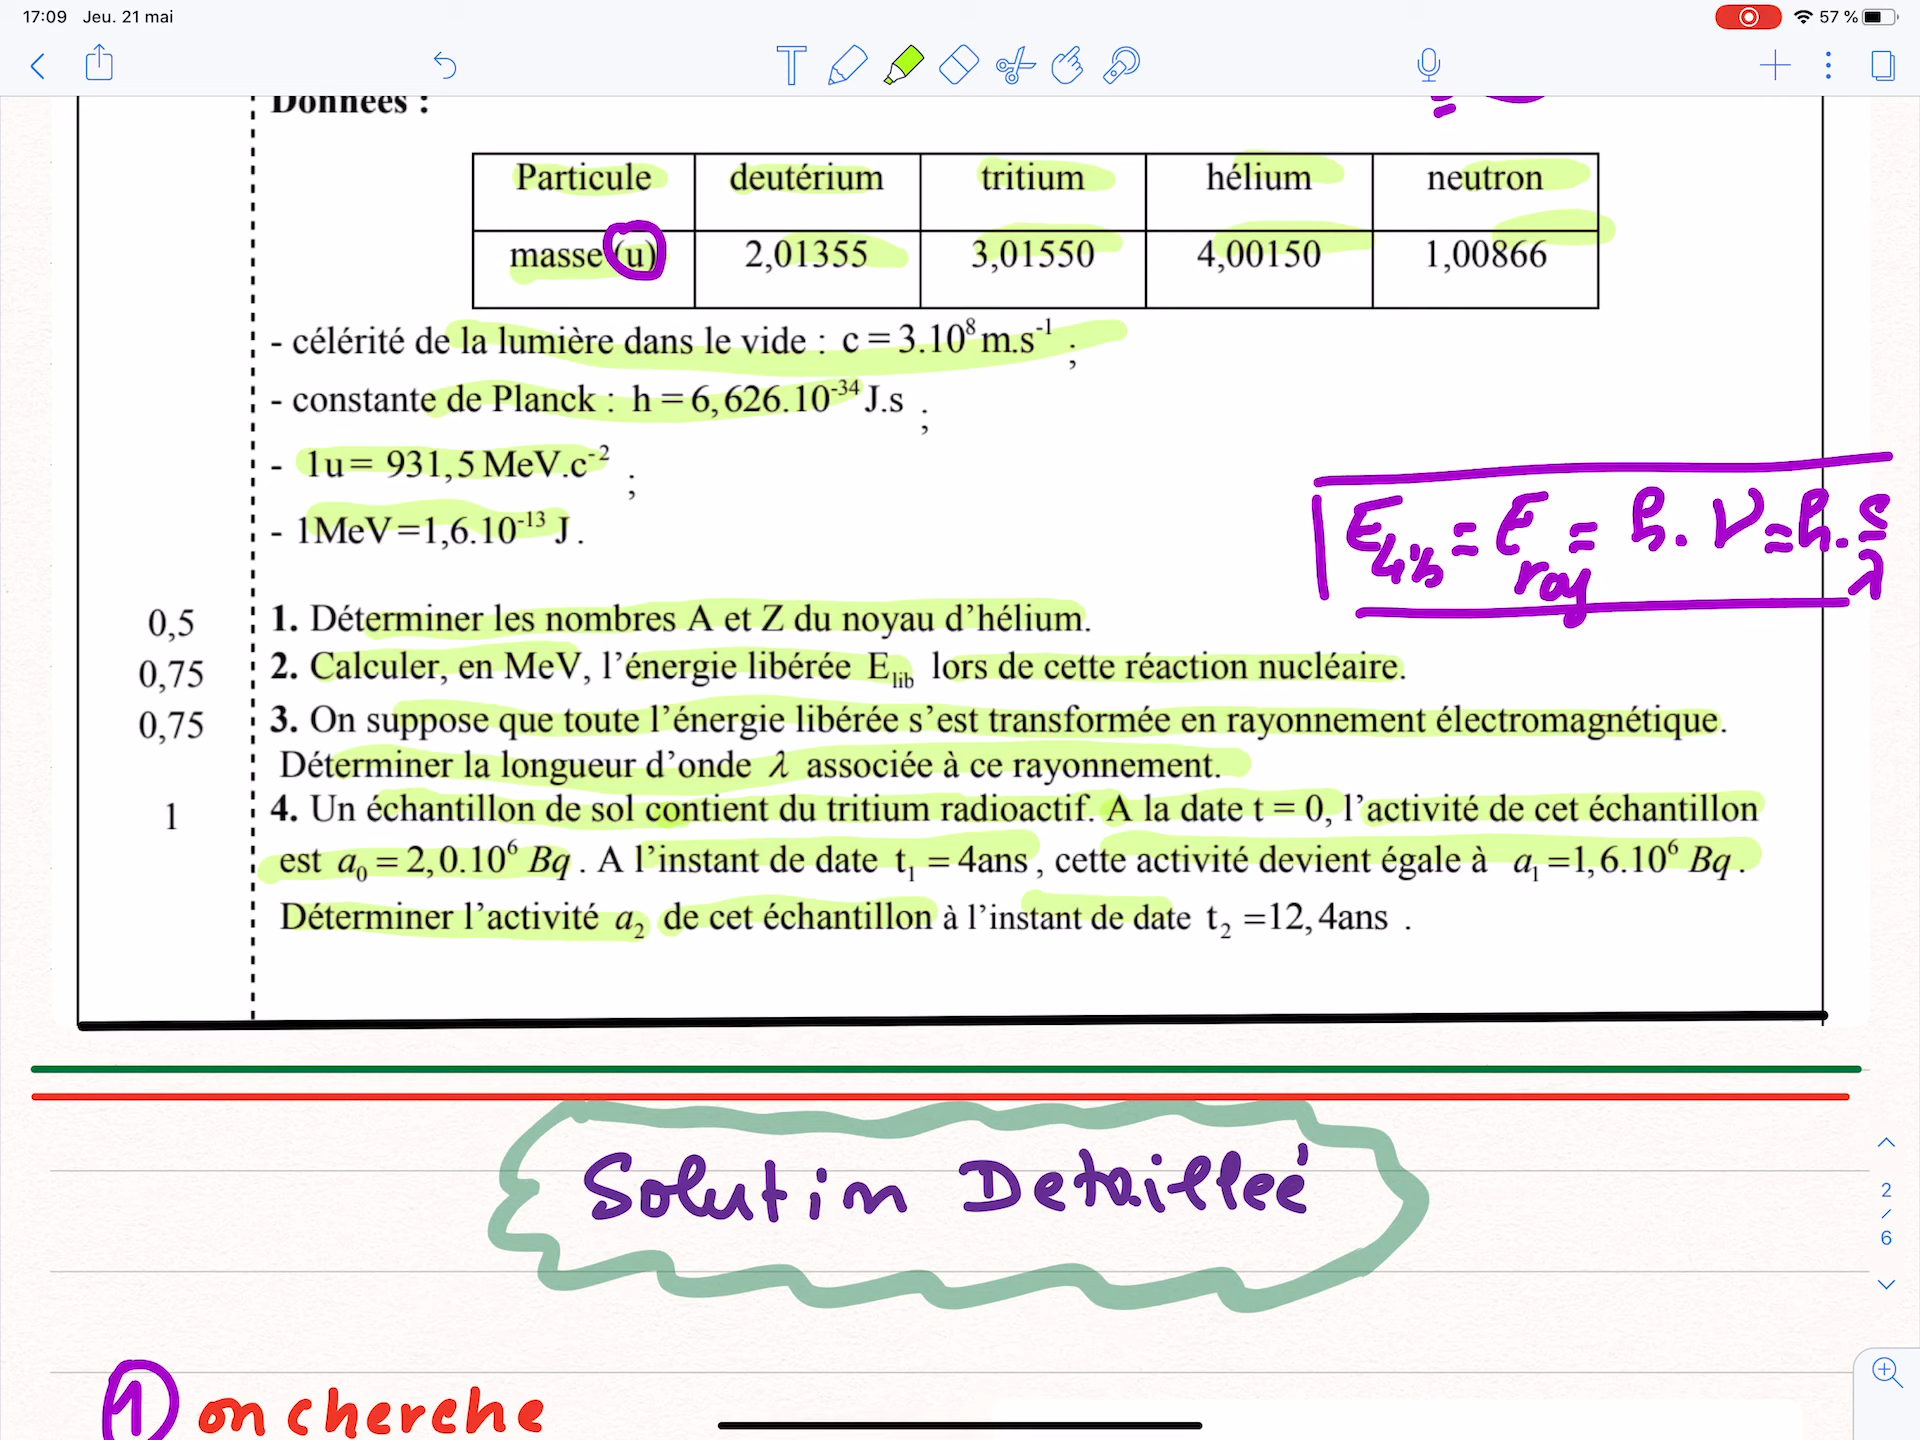 17:09 Jeu. 21 mai
57 %
Données :
Particule deutérium tritium hélium neutron
masse (u) 2,01355 3,01550 4,00150 1,00866
- célérité de la lumière dans le vide : c = 3.10⁸ m.s⁻¹ ;
- constante de Planck : h = 6,626.10⁻³⁴ J.s ;
- 1u = 931,5 MeV.c⁻² ;
- 1MeV=1,6.10⁻¹³ J .
E_lib = E_ray = h. ν = h. c/λ
0,5 1. Déterminer les nombres A et Z du noyau d’hélium.
0,75 2. Calculer, en MeV, l’énergie libérée E_lib lors de cette réaction nucléaire.
0,75 3. On suppose que toute l’énergie libérée s’est transformée en rayonnement électromagnétique.
Déterminer la longueur d’onde λ associée à ce rayonnement.
1 4. Un échantillon de sol contient du tritium radioactif. A la date t = 0, l’activité de cet échantillon
est a₀ = 2,0.10⁶ Bq . A l’instant de date t₁ = 4ans , cette activité devient égale à a₁ =1,6.10⁶ Bq .
Déterminer l’activité a₂ de cet échantillon à l’instant de date t₂ =12,4ans .
Solution Detailleé
2
/
6
1 on cherche